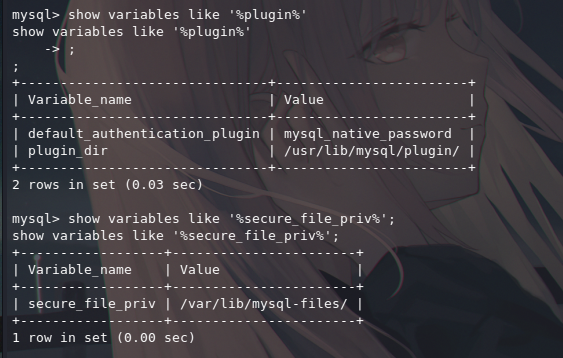 mysql> show variables like '%plugin%'
show variables like '%plugin%'
    -> ;
;
+-------------------------------+------------------------+
| Variable_name                 | Value                  |
+-------------------------------+------------------------+
| default_authentication_plugin | mysql_native_password  |
| plugin_dir                    | /usr/lib/mysql/plugin/ |
+-------------------------------+------------------------+
2 rows in set (0.03 sec)

mysql> show variables like '%secure_file_priv%';
show variables like '%secure_file_priv%';
+------------------+-----------------------+
| Variable_name    | Value                 |
+------------------+-----------------------+
| secure_file_priv | /var/lib/mysql-files/ |
+------------------+-----------------------+
1 row in set (0.00 sec)